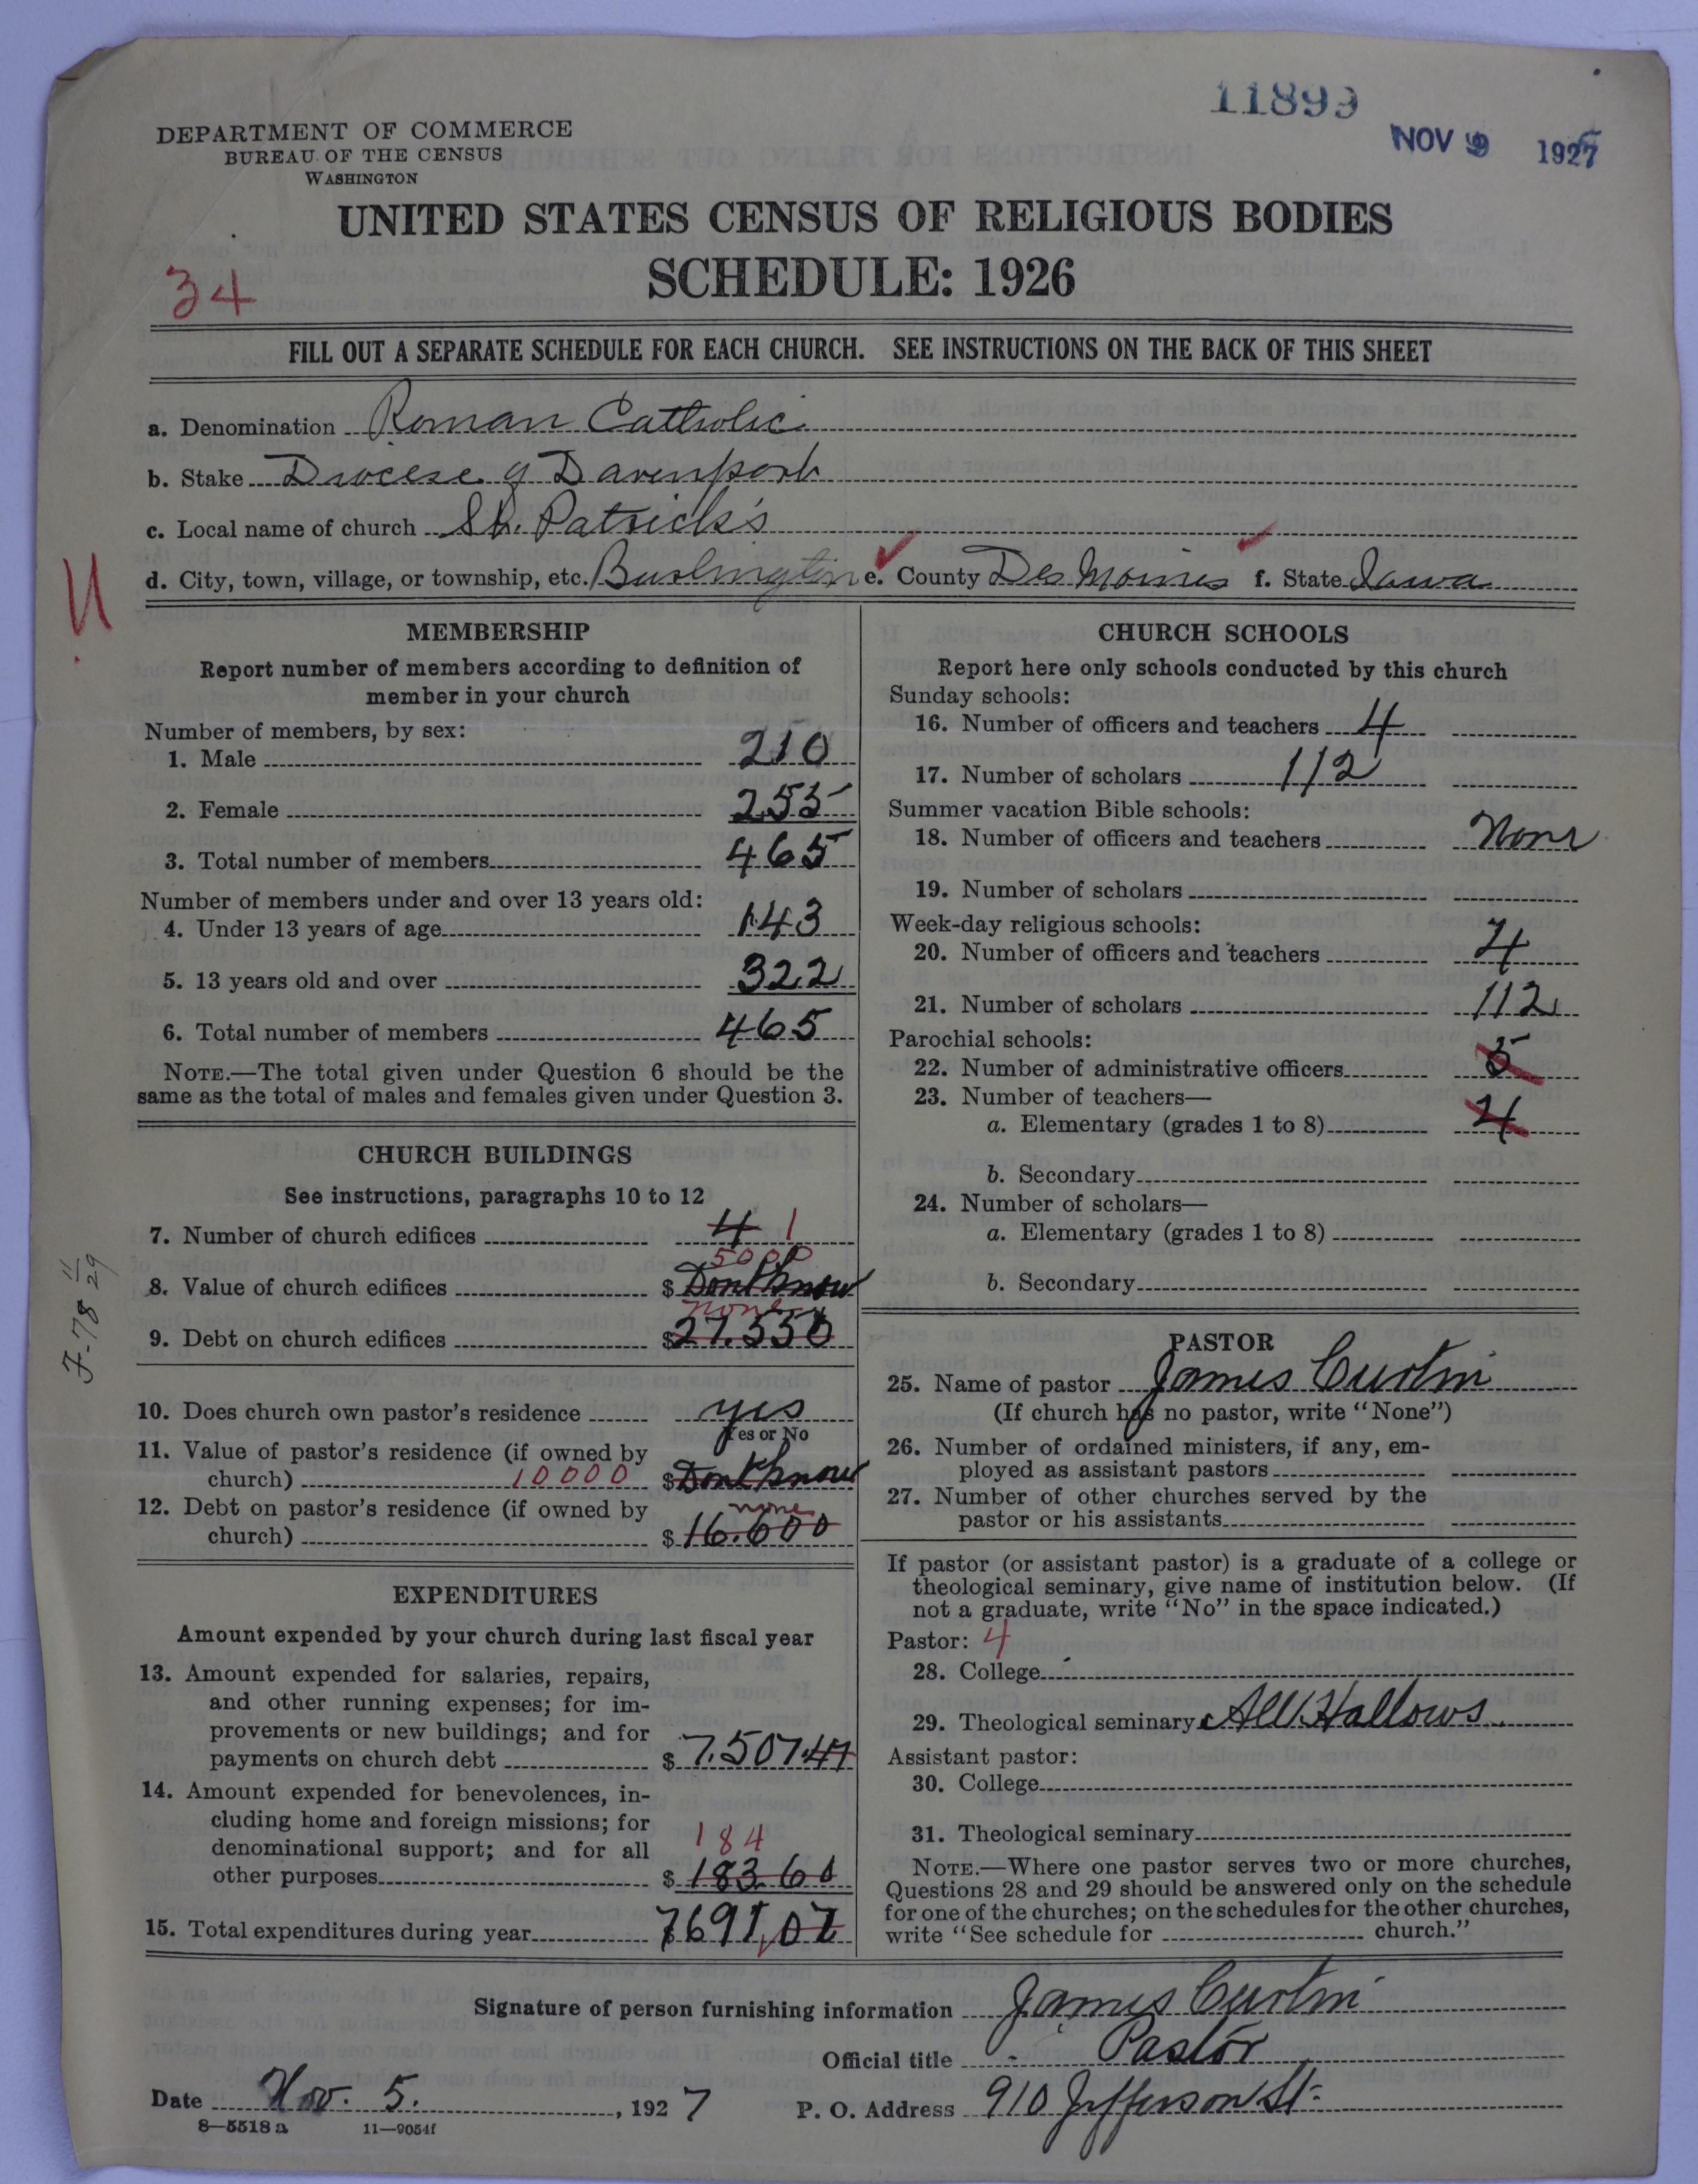 11899
NOV 9 1927
DEPARTMENT OF COMMERCE
BUREAU OF THE CENSUS
WASHINGTON
UNITED STATES CENSUS OF RELIGIOUS BODIES
SCHEDULE: 1926
34
FILL OUT A SEPARATE SCHEDULE FOR EACH CHURCH. SEE INSTRUCTIONS ON THE BACK OF THIS SHEET
a. Denomination Roman Catholic
b. Stake Diocese of Davenport
c. Local name of church St. Patrick's
d. City, town, village, or township, etc. Burlington e. County Des Moines f. State Iowa
U
MEMBERSHIP
Report number of members according to definition of
member in your church
Number of members, by sex:
1. Male 210
2. Female 255
3. Total number of members 465
Number of members under and over 13 years old:
4. Under 13 years of age 143
5. 13 years old and over 322
6. Total number of members 465
NOTE.—The total given under Question 6 should be the
same as the total of males and females given under Question 3.
CHURCH BUILDINGS
See instructions, paragraphs 10 to 12
7. Number of church edifices 4 1
5000
8. Value of church edifices $ Dont know
none
9. Debt on church edifices $ 27.550
F-78 11/29
10. Does church own pastor's residence yes
Yes or No
11. Value of pastor's residence (if owned by
church) 10000 $ Dont know
12. Debt on pastor's residence (if owned by
none
church) $ 16.600
EXPENDITURES
Amount expended by your church during last fiscal year
13. Amount expended for salaries, repairs,
and other running expenses; for im-
provements or new buildings; and for
payments on church debt $ 7.507.47
14. Amount expended for benevolences, in-
cluding home and foreign missions; for
denominational support; and for all
184
other purposes $ 183.60
15. Total expenditures during year 7691.07
CHURCH SCHOOLS
Report here only schools conducted by this church
Sunday schools:
16. Number of officers and teachers 4
17. Number of scholars 112
Summer vacation Bible schools:
18. Number of officers and teachers None
19. Number of scholars
Week-day religious schools:
20. Number of officers and teachers 4
21. Number of scholars 112
Parochial schools:
22. Number of administrative officers 5
23. Number of teachers—
a. Elementary (grades 1 to 8) 4
b. Secondary
24. Number of scholars—
a. Elementary (grades 1 to 8)
b. Secondary
PASTOR
25. Name of pastor James Curtin
(If church has no pastor, write "None")
26. Number of ordained ministers, if any, em-
ployed as assistant pastors
27. Number of other churches served by the
pastor or his assistants
If pastor (or assistant pastor) is a graduate of a college or
theological seminary, give name of institution below. (If
not a graduate, write "No" in the space indicated.)
Pastor: 4
28. College
29. Theological seminary All Hallows.
Assistant pastor:
30. College
31. Theological seminary
NOTE.—Where one pastor serves two or more churches,
Questions 28 and 29 should be answered only on the schedule
for one of the churches; on the schedules for the other churches,
write "See schedule for church."
Signature of person furnishing information James Curtin
Official title Pastor
Date Nov. 5. , 1927 P. O. Address 910 Jefferson St.
8—5518a 11—9054f